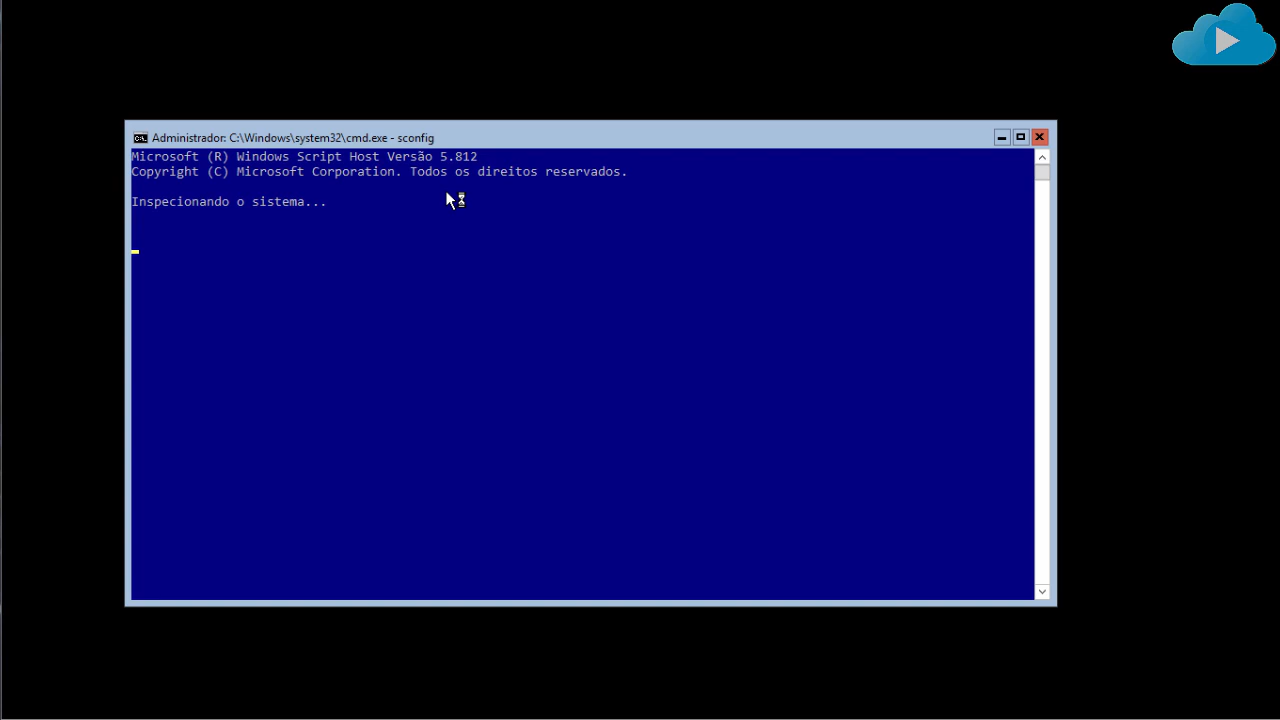 Administrador: C:\Windows\system32\cmd.exe - sconfig
Microsoft (R) Windows Script Host Versão 5.812
Copyright (C) Microsoft Corporation. Todos os direitos reservados.
Inspecionando o sistema...